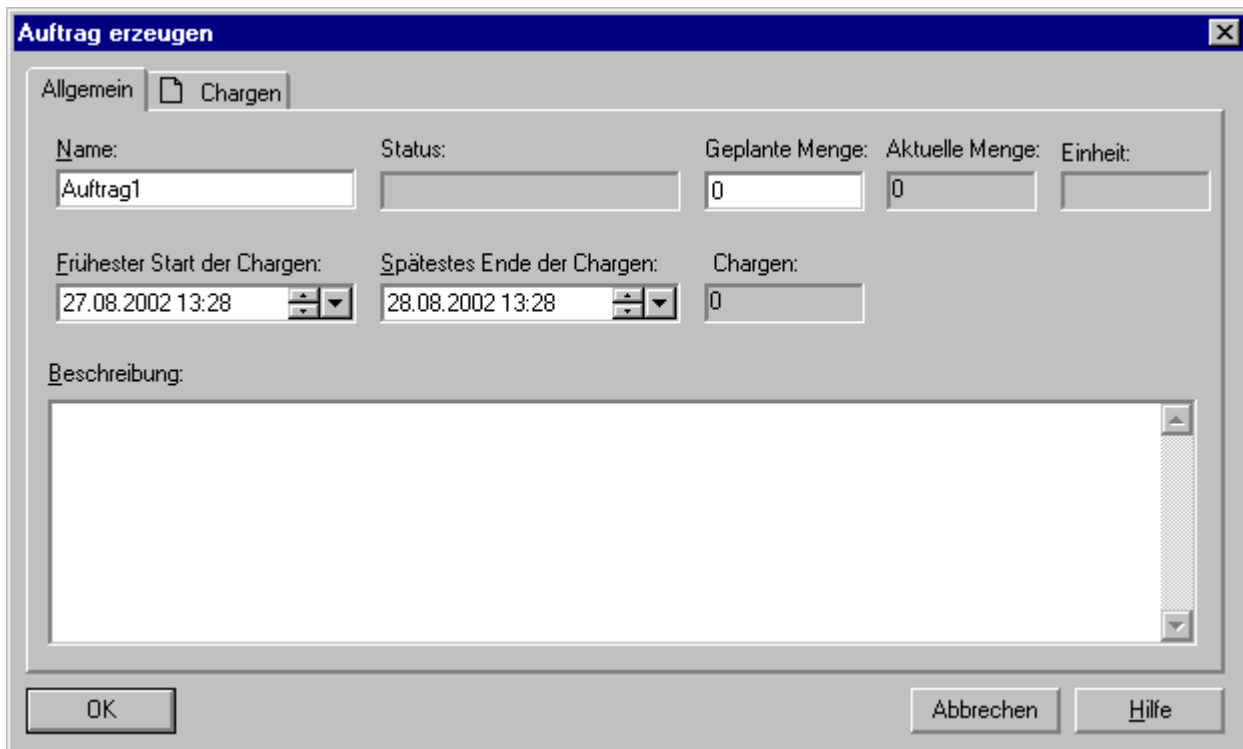 Auftrag erzeugen
Allgemein Chargen
Name: Status: Geplante Menge: Aktuelle Menge: Einheit:
Auftrag1 0 0
Frühester Start der Chargen: Spätestes Ende der Chargen: Chargen:
27.08.2002 13:28 28.08.2002 13:28 0
Beschreibung:
OK Abbrechen Hilfe